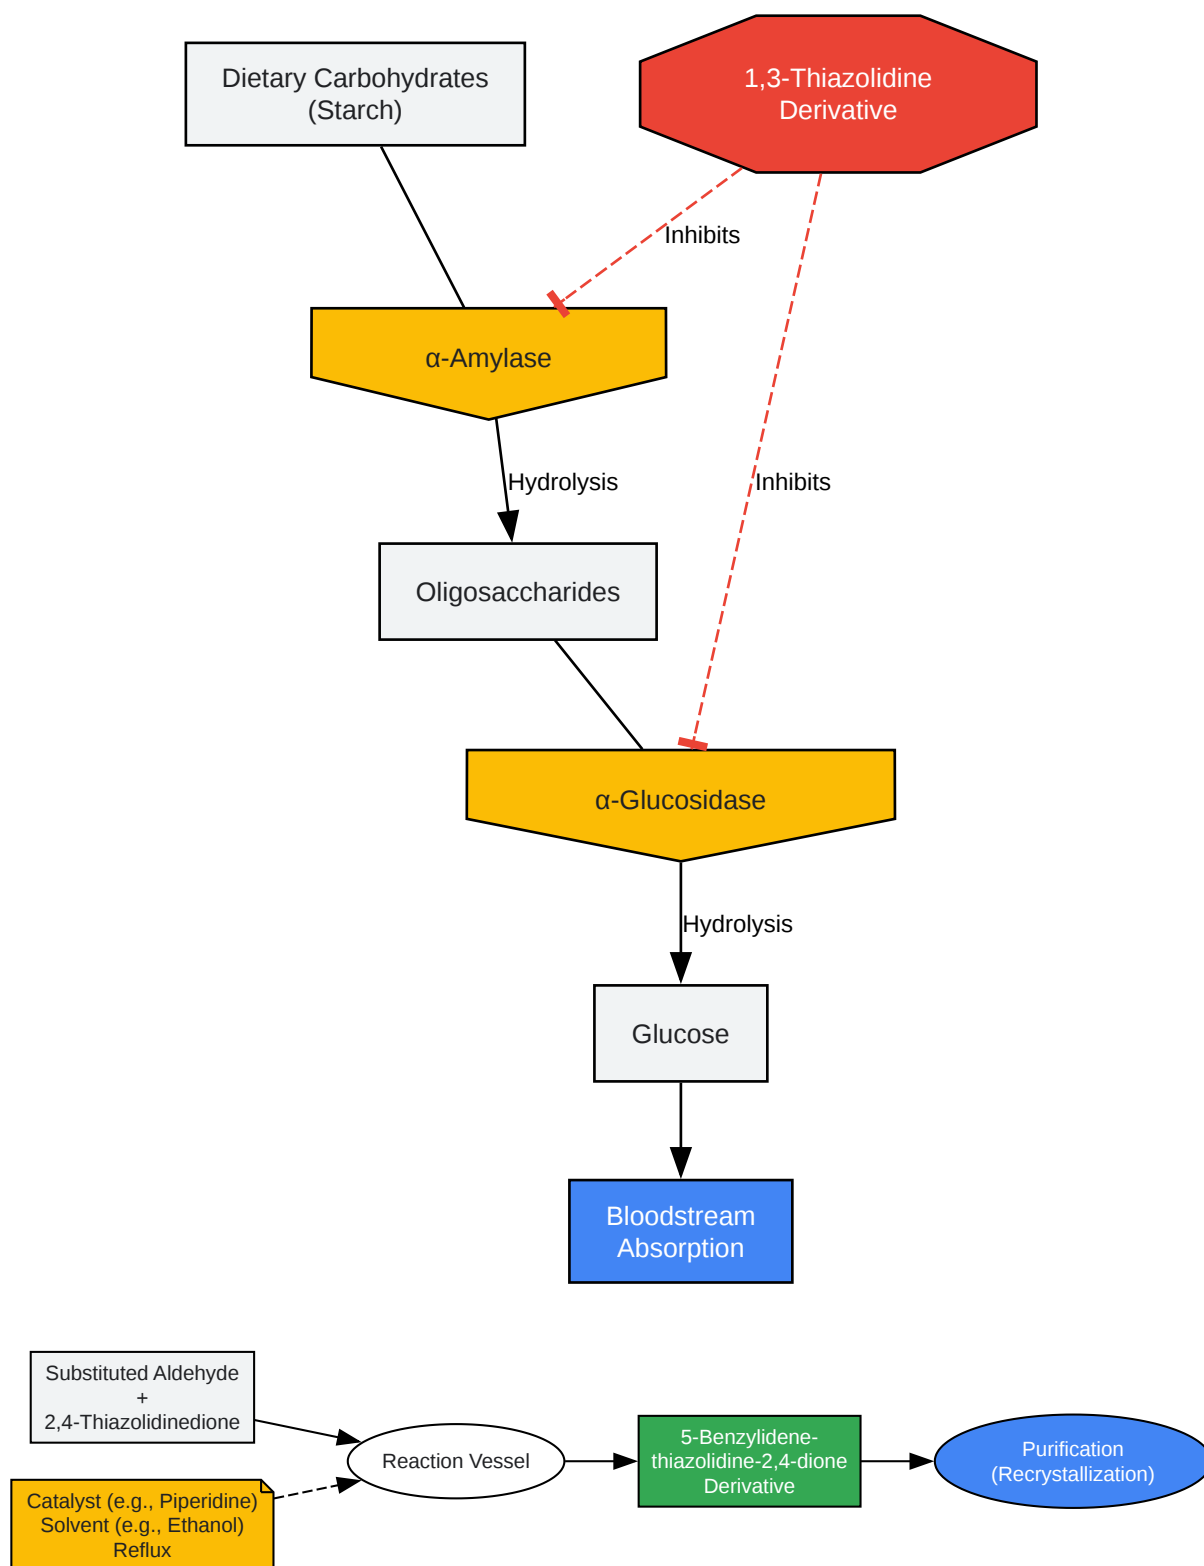 Dietary Carbohydrates
(Starch)
1,3-Thiazolidine
Derivative
Inhibits
α-Amylase
Hydrolysis
Inhibits
Oligosaccharides
α-Glucosidase
Hydrolysis
Glucose
Bloodstream
Absorption
Substituted Aldehyde
+
2,4-Thiazolidinedione
Catalyst (e.g., Piperidine)
Solvent (e.g., Ethanol)
Reflux
Reaction Vessel
5-Benzylidene-
thiazolidine-2,4-dione
Derivative
Purification
(Recrystallization)